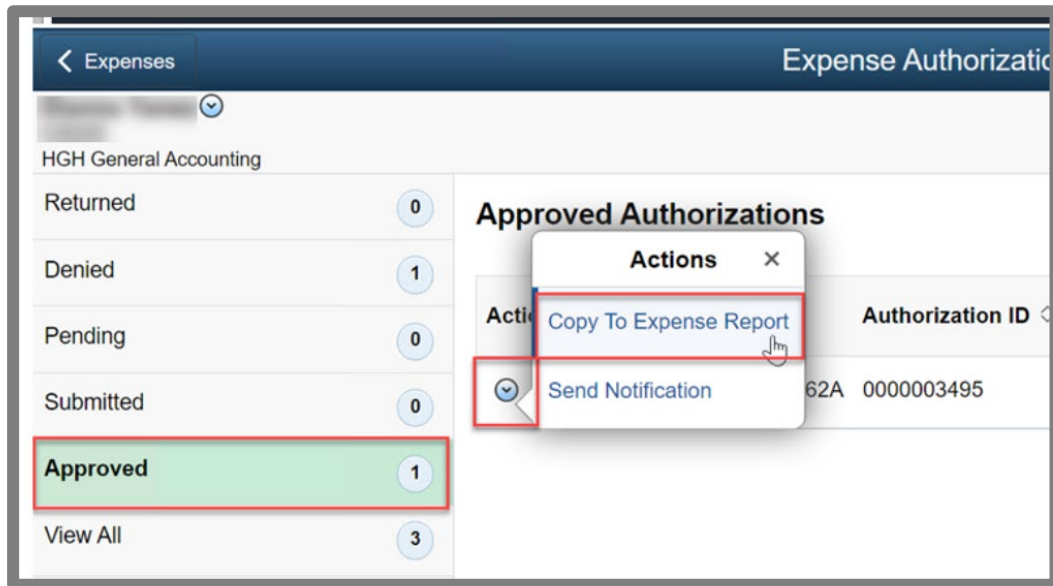 Expenses
Expense Authorizatio
HGH General Accounting
Returned 0
Denied 1
Pending 0
Submitted 0
Approved 1
View All 3
Approved Authorizations
Actions ×
Actio
Copy To Expense Report
Authorization ID
Send Notification
62A 0000003495